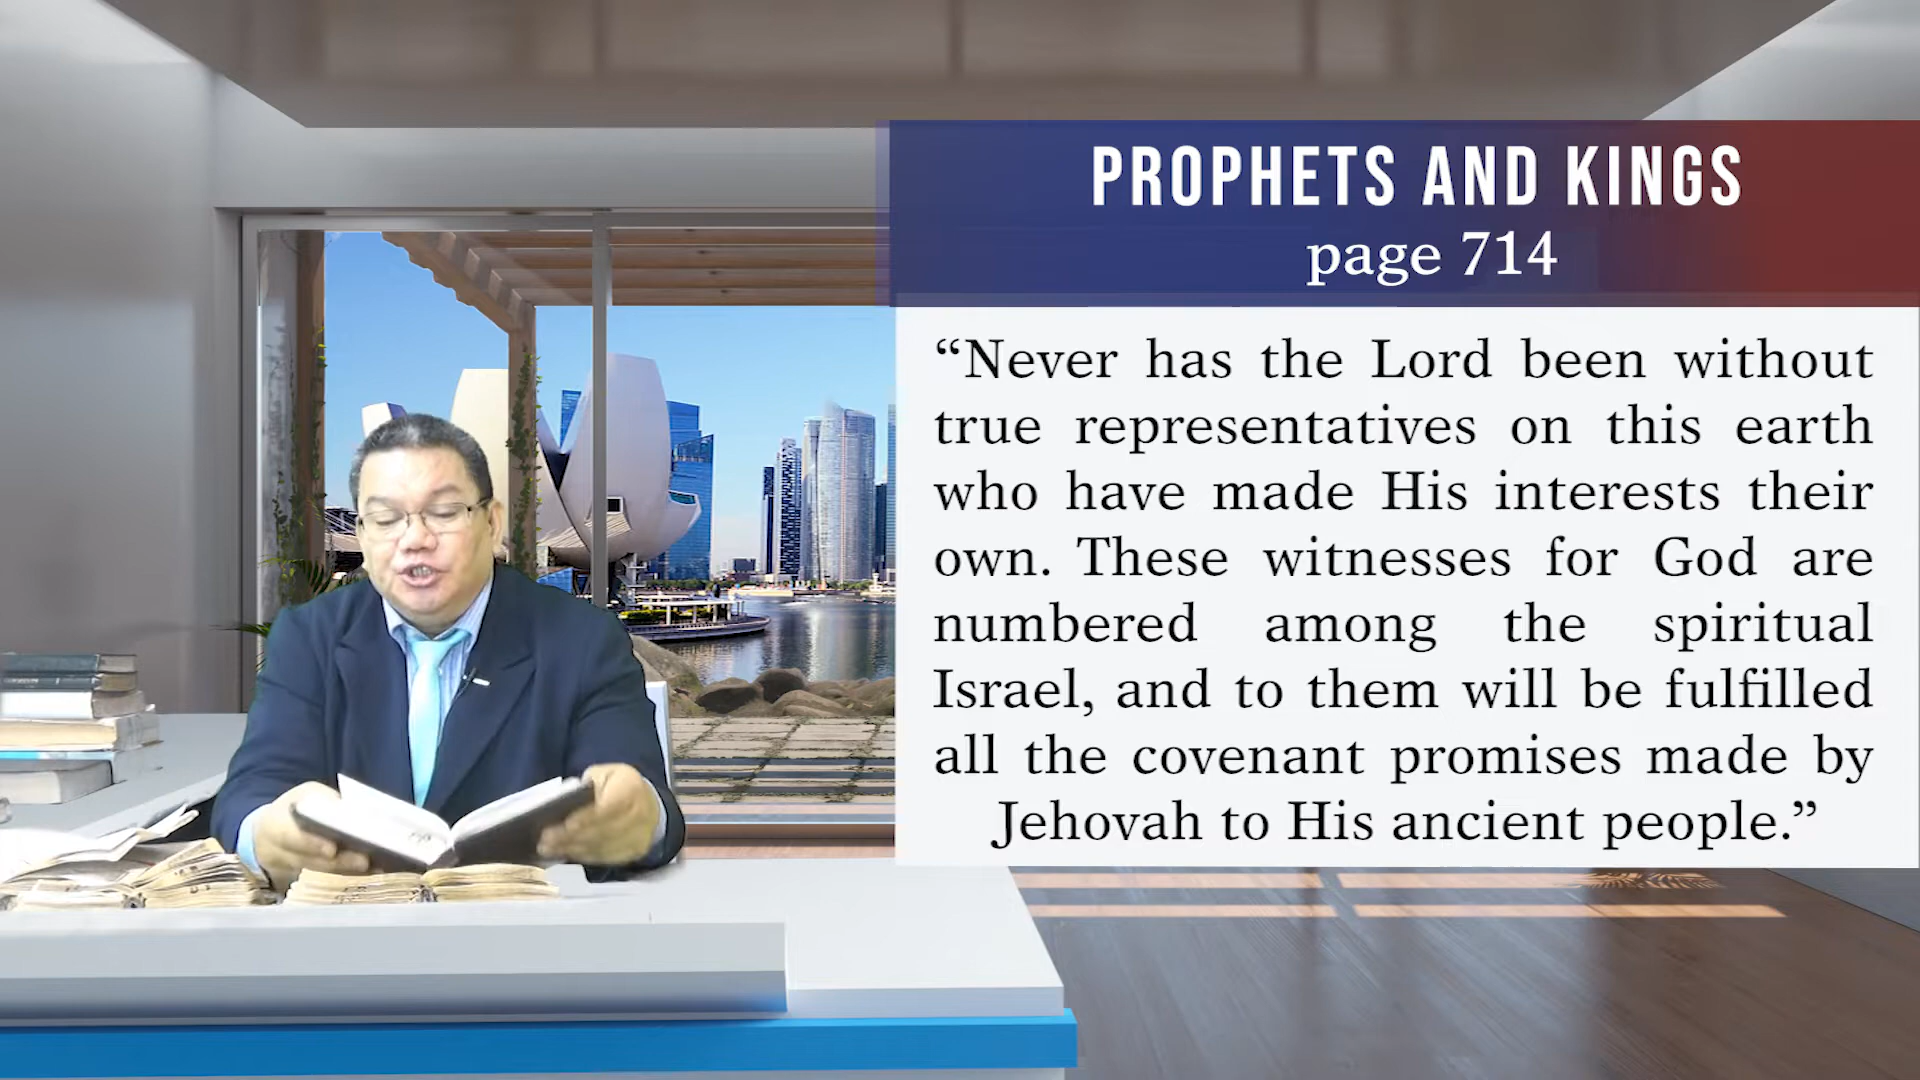 PROPHETS AND KINGS
page 714
“Never has the Lord been without
true representatives on this earth
who have made His interests their
own. These witnesses for God are
numbered among the spiritual
Israel, and to them will be fulfilled
all the covenant promises made by
Jehovah to His ancient people.”